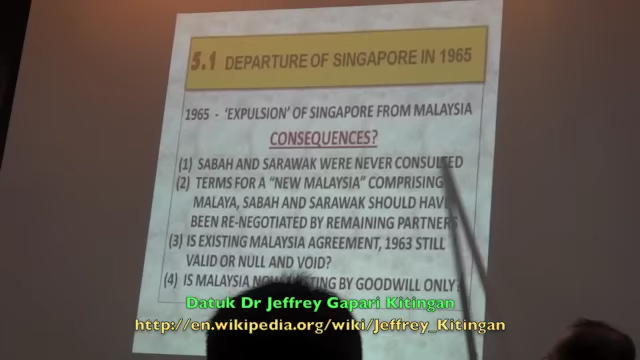 5.1 DEPARTURE OF SINGAPORE IN 1965
1965 - 'EXPULSION' OF SINGAPORE FROM MALAYSIA
CONSEQUENCES?
(1) SABAH AND SARAWAK WERE NEVER CONSULTED
(2) TERMS FOR A "NEW MALAYSIA" COMPRISING
MALAYA, SABAH AND SARAWAK SHOULD HAVE
BEEN RE-NEGOTIATED BY REMAINING PARTNERS
(3) IS EXISTING MALAYSIA AGREEMENT, 1963 STILL
VALID OR NULL AND VOID?
(4) IS MALAYSIA BY GOODWILL ONLY?
Datuk Dr Jeffrey Gapari Kitingan
http://en.wikipedia.org/wiki/Jeffrey_Kitingan